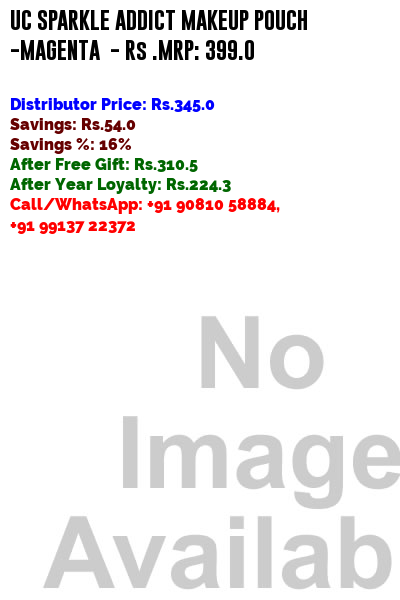 UC SPARKLE ADDICT MAKEUP POUCH
-MAGENTA - Rs .MRP: 399.0
Distributor Price: Rs.345.0
Savings: Rs.54.0
Savings %: 16%
After Free Gift: Rs.310.5
After Year Loyalty: Rs.224.3
Call/WhatsApp: +91 90810 58884,
+91 99137 22372
No
Image
Availab